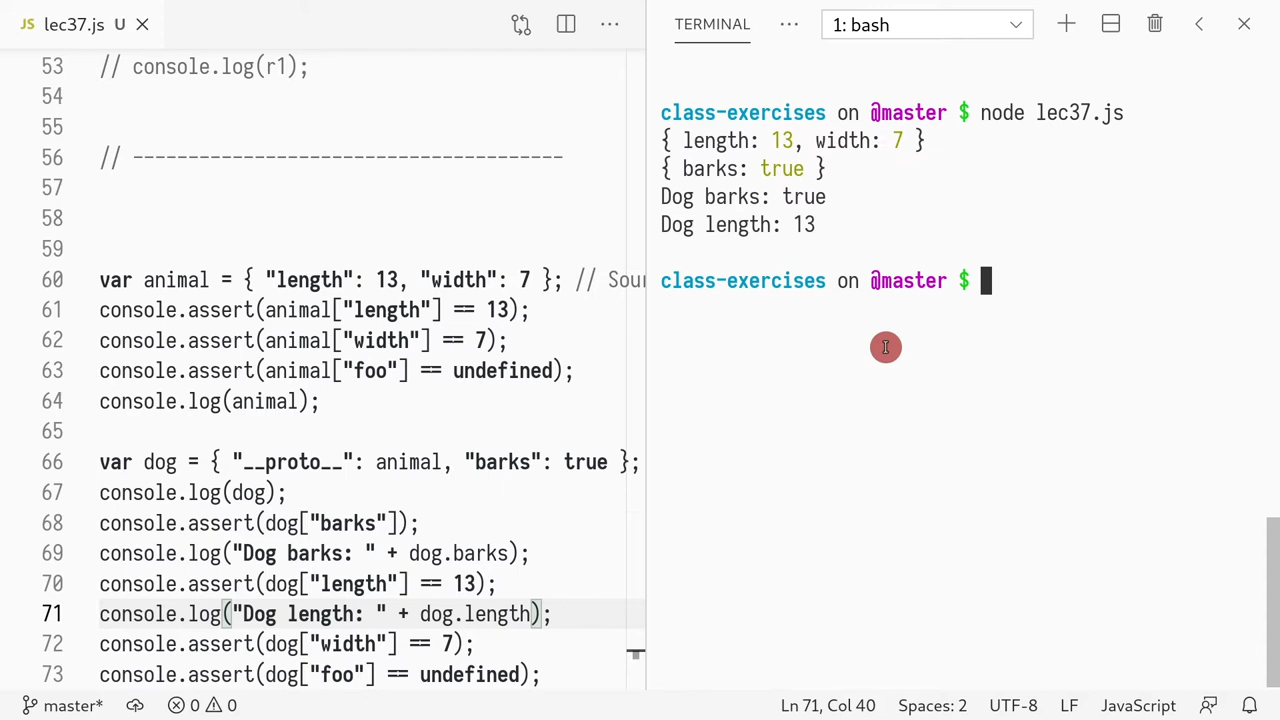 JS lec37.js U
TERMINAL
1: bash
53 // console.log(r1);
54
55
56 // ---------------------------------------
57
58
59
60 var animal = { "length": 13, "width": 7 }; // Sour
61 console.assert(animal["length"] == 13);
62 console.assert(animal["width"] == 7);
63 console.assert(animal["foo"] == undefined);
64 console.log(animal);
65
66 var dog = { "__proto__": animal, "barks": true };
67 console.log(dog);
68 console.assert(dog["barks"]);
69 console.log("Dog barks: " + dog.barks);
70 console.assert(dog["length"] == 13);
71 console.log("Dog length: " + dog.length);
72 console.assert(dog["width"] == 7);
73 console.assert(dog["foo"] == undefined);
class-exercises on @master $ node lec37.js
{ length: 13, width: 7 }
{ barks: true }
Dog barks: true
Dog length: 13
class-exercises on @master $
master* 0 0 Ln 71, Col 40 Spaces: 2 UTF-8 LF JavaScript